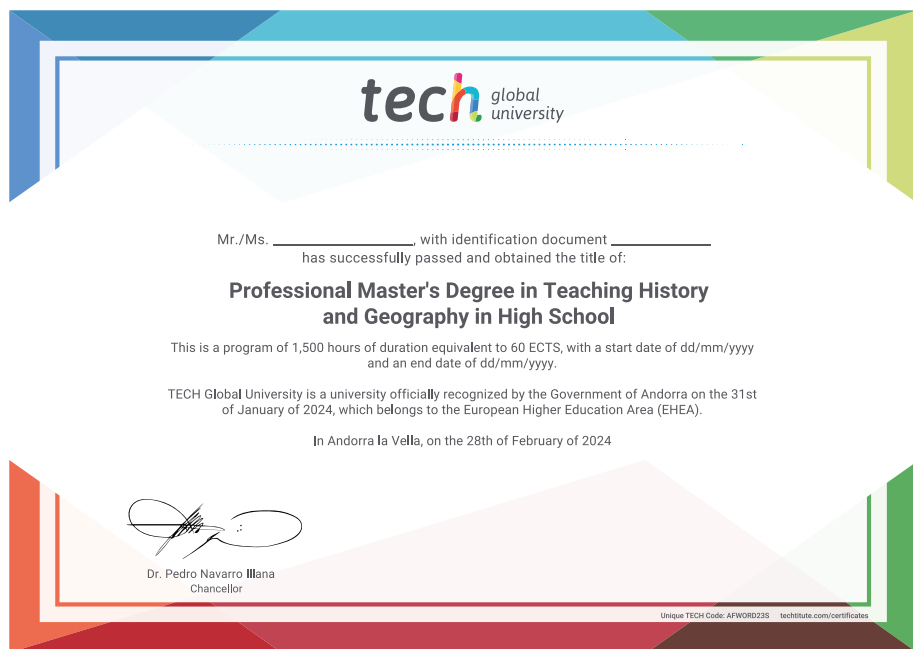 tech global university
Mr./Ms. ____________, with identification document ____________
has successfully passed and obtained the title of:
Professional Master's Degree in Teaching History
and Geography in High School
This is a program of 1,500 hours of duration equivalent to 60 ECTS, with a start date of dd/mm/yyyy
and an end date of dd/mm/yyyy.
TECH Global University is a university officially recognized by the Government of Andorra on the 31st
of January of 2024, which belongs to the European Higher Education Area (EHEA).
In Andorra la Vella, on the 28th of February of 2024
Dr. Pedro Navarro Illana
Chancellor
Unique TECH Code: AFWORD23S techtitute.com/certificates